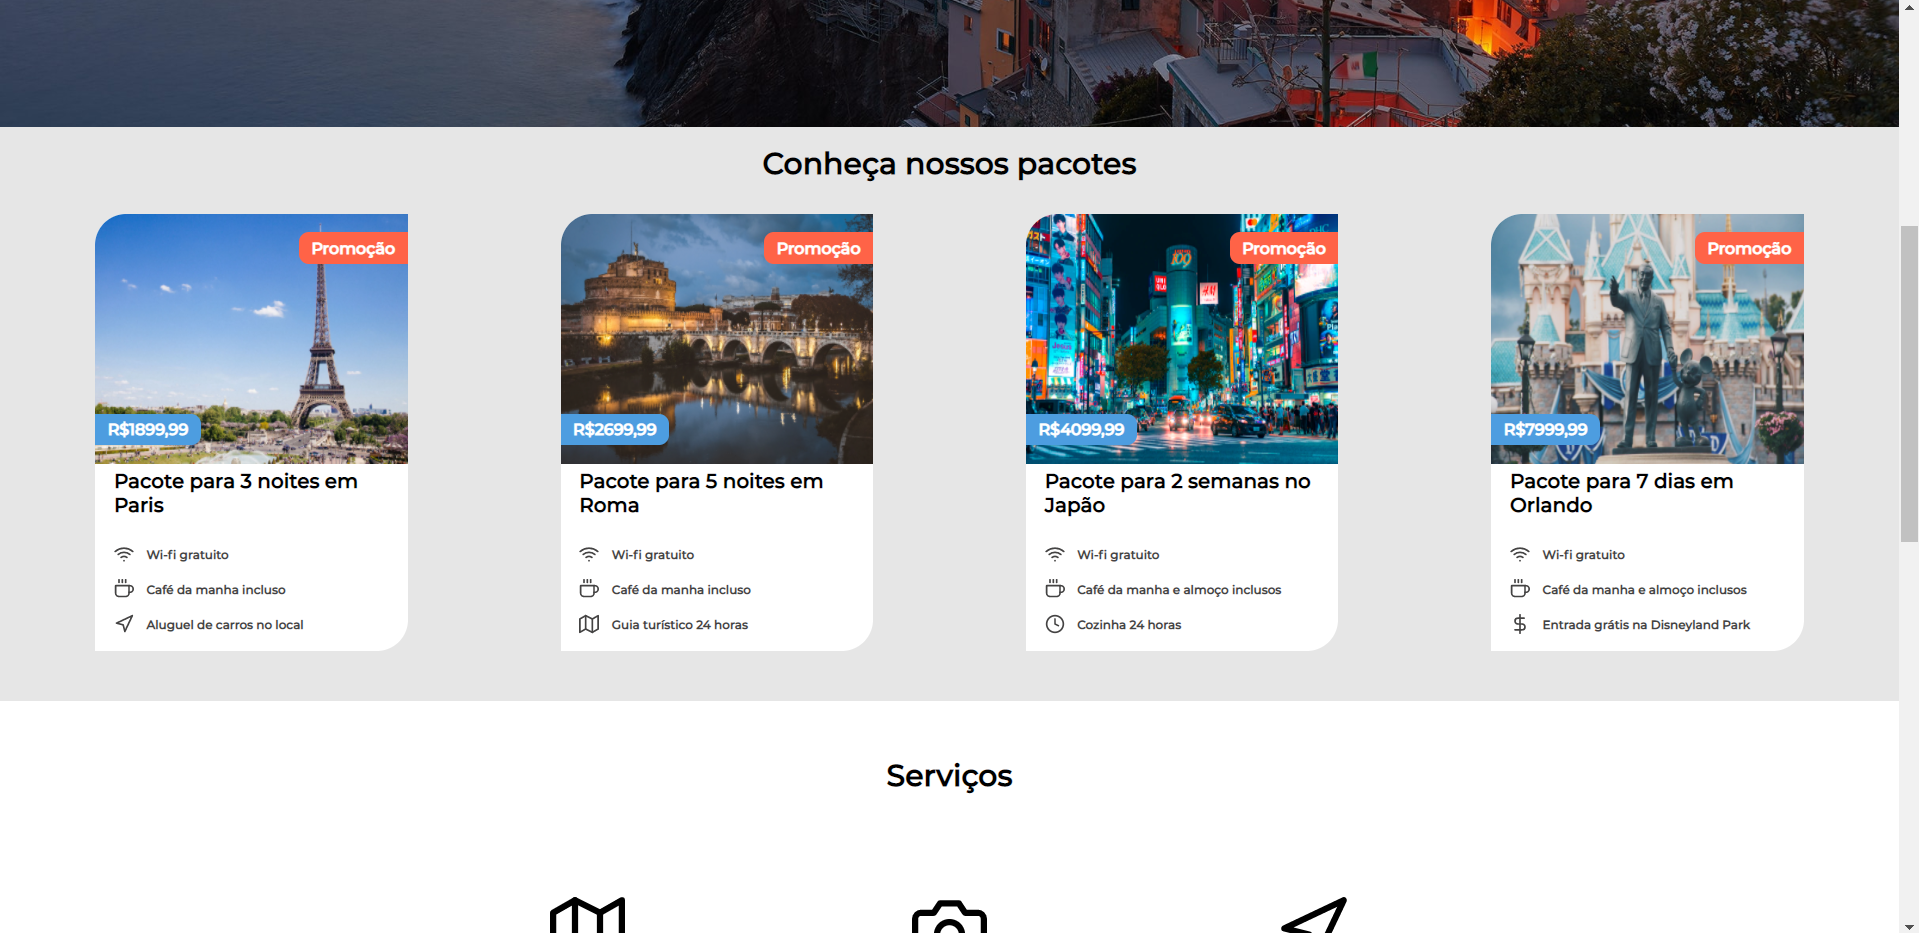 Conheça nossos pacotes
Promoção
R$1899,99
Pacote para 3 noites em
Paris
Wi-fi gratuito
Café da manha incluso
Aluguel de carros no local
Promoção
R$2699,99
Pacote para 5 noites em
Roma
Wi-fi gratuito
Café da manha incluso
Guia turístico 24 horas
Promoção
109
H&M
R$4099,99
Pacote para 2 semanas no
Japão
Wi-fi gratuito
Café da manha e almoço inclusos
Cozinha 24 horas
Promoção
R$7999,99
Pacote para 7 dias em
Orlando
Wi-fi gratuito
Café da manha e almoço inclusos
Entrada grátis na Disneyland Park
Serviços